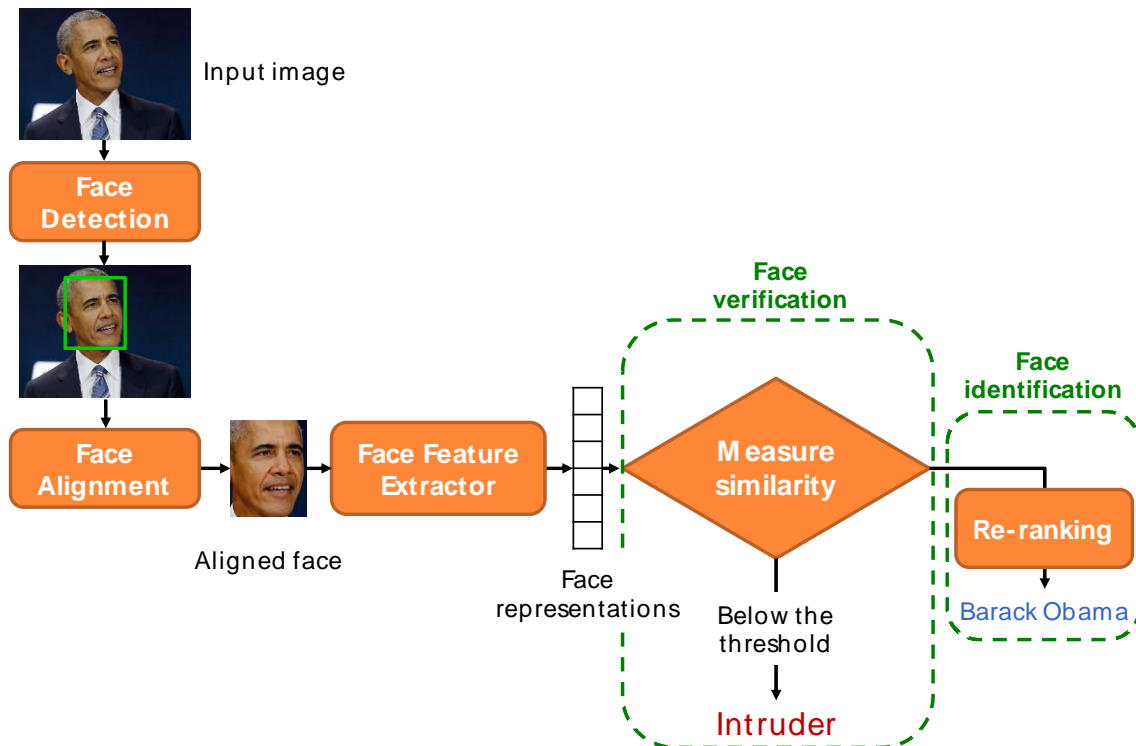 Input image
Face
Detection
Face
Alignment
Aligned face
Face Feature
Extractor
Face
representations
Face
verification
Measure
similarity
Below the
threshold
Intruder
Face
identification
Re-ranking
Barack Obama